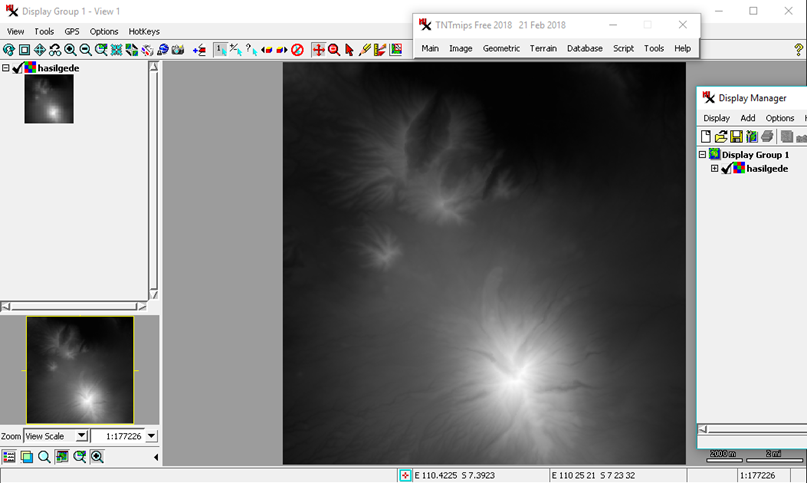 Display Group 1 - View 1
View Tools GPS Options HotKeys
TNTmips Free 2018 21 Feb 2018
Main Image Geometric Terrain Database Script Tools Help
hasilgede
Display Manager
Display Add Options
Display Group 1
hasilgede
Zoom View Scale 1:177226
2000 m 2 mi
E 110.4225 S 7.3923 E 110 25 21 S 7 23 32 1:177226